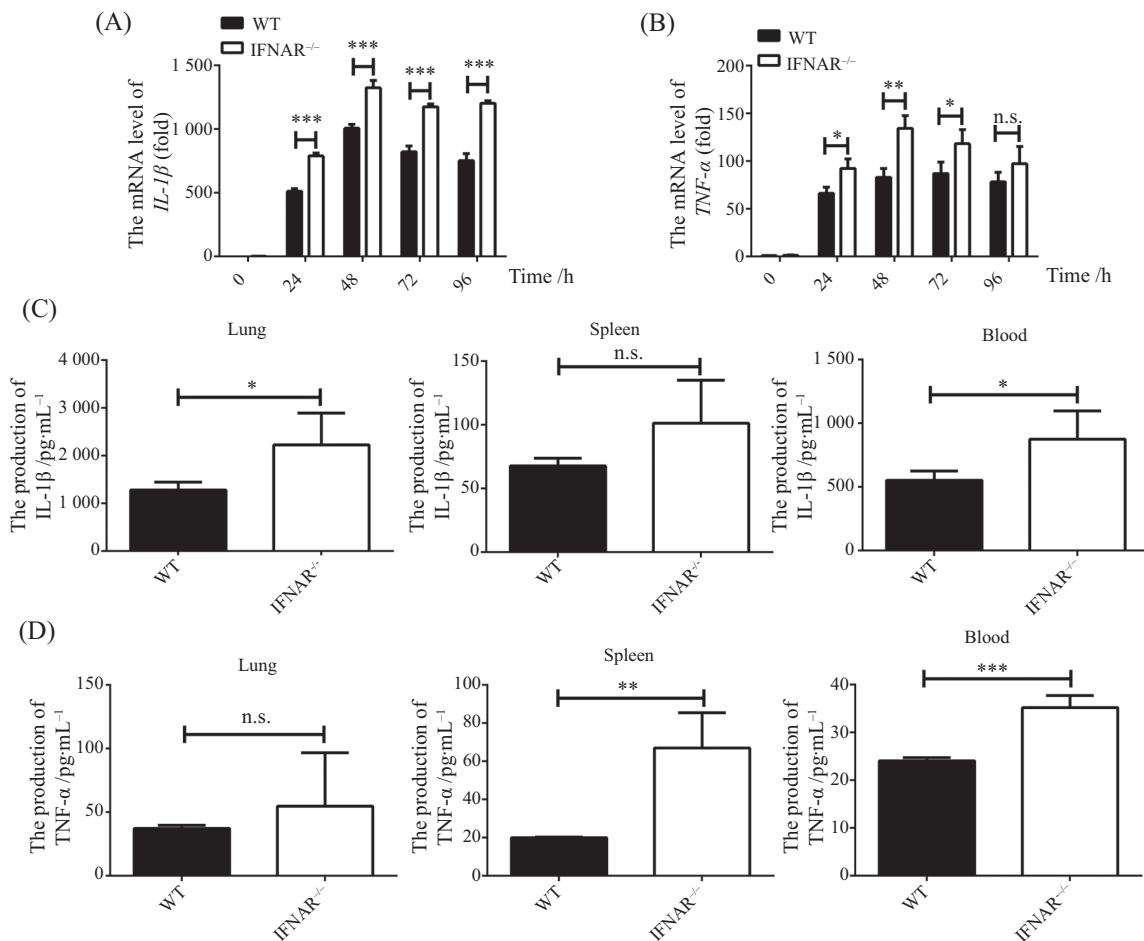 (A)
WT
IFNAR⁻/⁻
The mRNA level of
IL-1β (fold)
1 500
1 000
500
0
***
***
***
***
0
24
48
72
96
Time /h
(B)
WT
IFNAR⁻/⁻
The mRNA level of
TNF-α (fold)
200
150
100
50
0
*
**
*
n.s.
0
24
48
72
96
Time /h
(C)
Lung
The production of
IL-1β /pg·mL⁻¹
4 000
3 000
2 000
1 000
0
*
WT
IFNAR⁻/⁻
Spleen
The production of
IL-1β /pg·mL⁻¹
150
100
50
0
n.s.
WT
IFNAR⁻/⁻
Blood
The production of
IL-1β /pg·mL⁻¹
1 500
1 000
500
0
*
WT
IFNAR⁻/⁻
(D)
Lung
The production of
TNF-α /pg·mL⁻¹
150
100
50
0
n.s.
WT
IFNAR⁻/⁻
Spleen
The production of
TNF-α /pg·mL⁻¹
100
80
60
40
20
0
**
WT
IFNAR⁻/⁻
Blood
The production of
TNF-α /pg·mL⁻¹
40
30
20
10
0
***
WT
IFNAR⁻/⁻